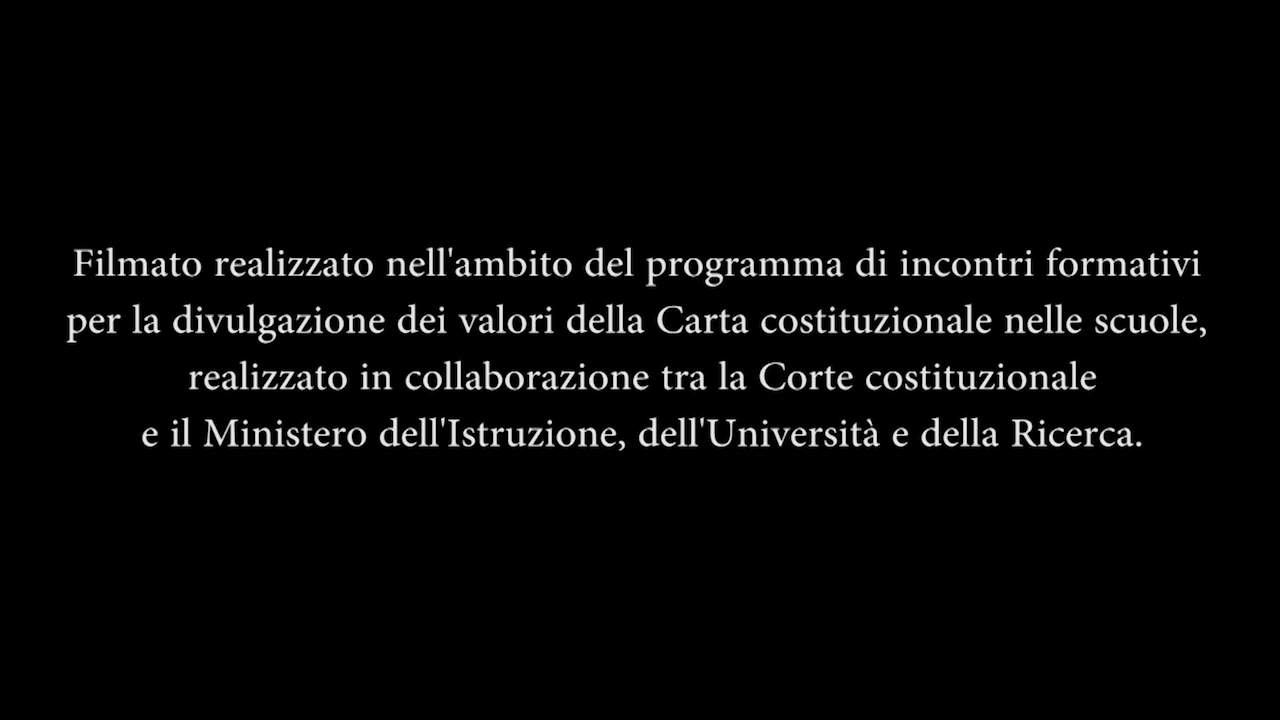 Filmato realizzato nell'ambito del programma di incontri formativi
per la divulgazione dei valori della Carta costituzionale nelle scuole,
realizzato in collaborazione tra la Corte costituzionale
e il Ministero dell'Istruzione, dell'Università e della Ricerca.